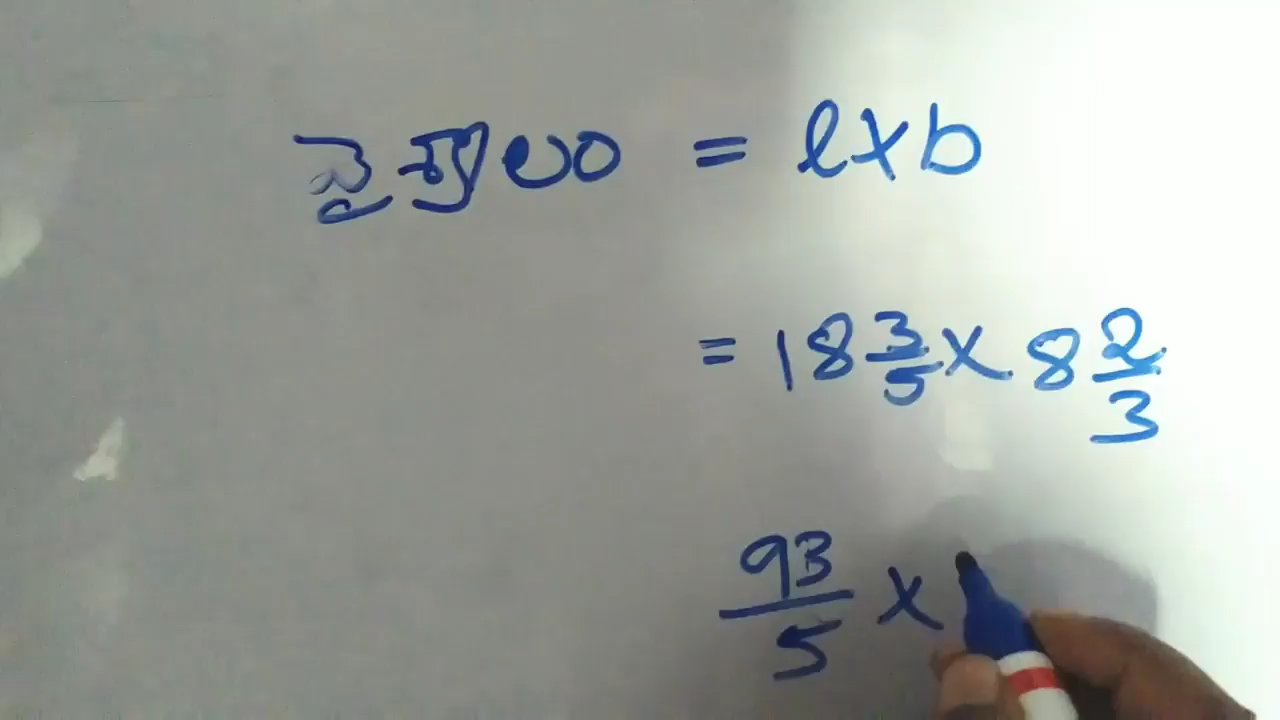 వైశాల్యం = l×b
= 18 3/5 × 8 2/3
93/5 ×